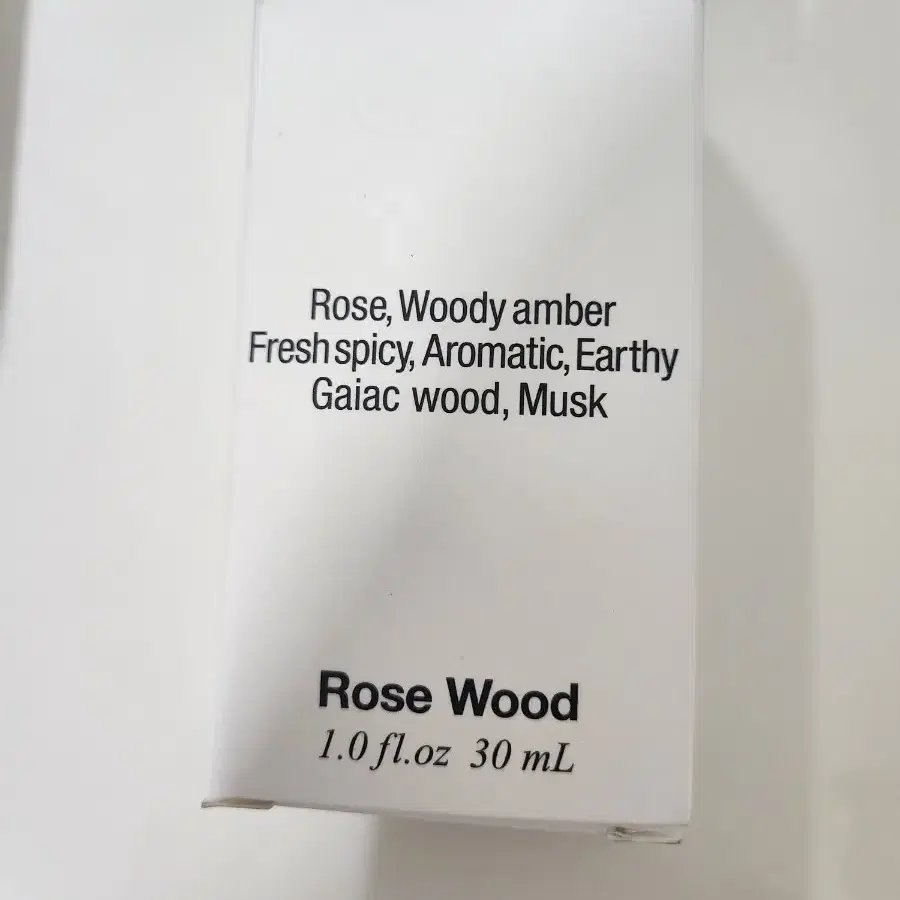 Rose, Woody amber
Fresh spicy, Aromatic, Earthy
Gaiac wood, Musk
Rose Wood
1.0 fl.oz 30 mL